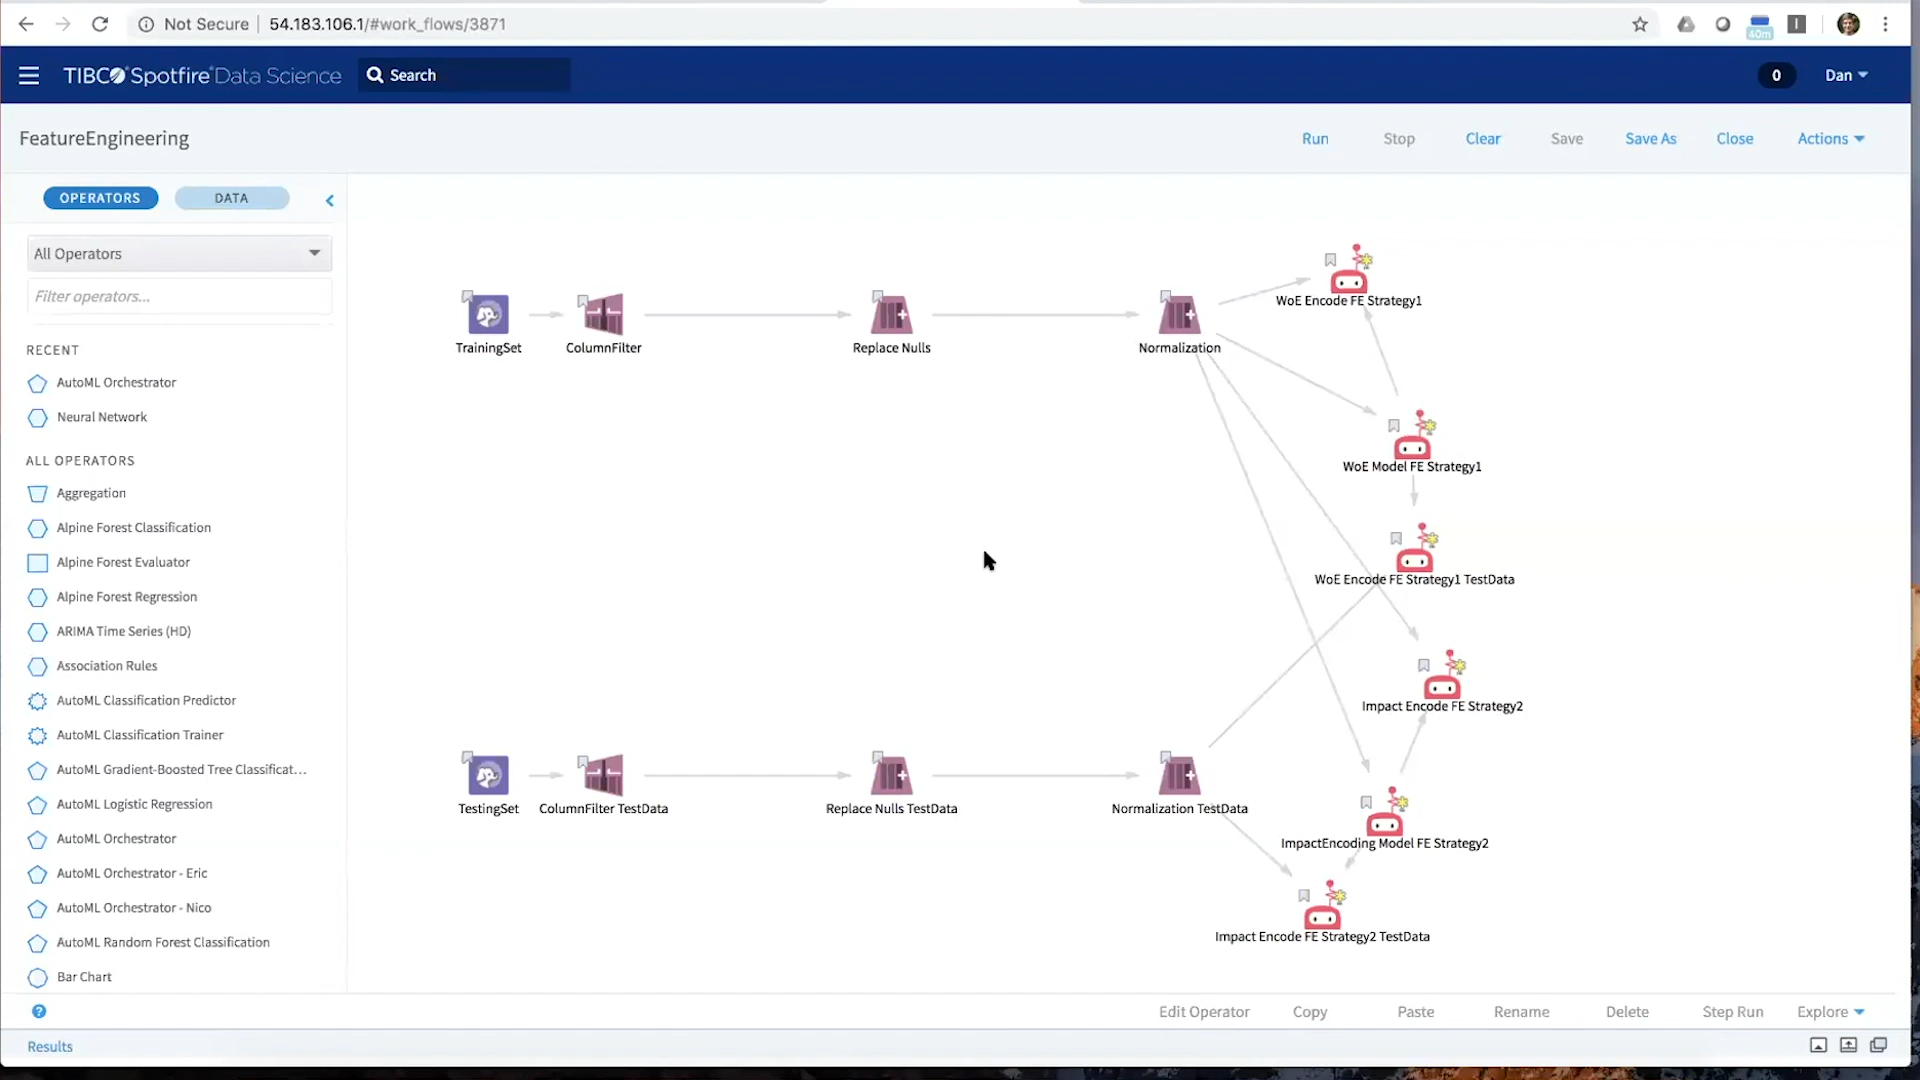 Not Secure
54.183.106.1/#work_flows/3871
40m
TIBCO Spotfire Data Science
Search
0
Dan
FeatureEngineering
Run
Stop
Clear
Save
Save As
Close
Actions
OPERATORS
DATA
All Operators
Filter operators...
RECENT
AutoML Orchestrator
Neural Network
ALL OPERATORS
Aggregation
Alpine Forest Classification
Alpine Forest Evaluator
Alpine Forest Regression
ARIMA Time Series (HD)
Association Rules
AutoML Classification Predictor
AutoML Classification Trainer
AutoML Gradient-Boosted Tree Classificat...
AutoML Logistic Regression
AutoML Orchestrator
AutoML Orchestrator - Eric
AutoML Orchestrator - Nico
AutoML Random Forest Classification
Bar Chart
WoE Encode FE Strategy1
TrainingSet
ColumnFilter
Replace Nulls
Normalization
WoE Model FE Strategy1
WoE Encode FE Strategy1 TestData
Impact Encode FE Strategy2
TestingSet
ColumnFilter TestData
Replace Nulls TestData
Normalization TestData
ImpactEncoding Model FE Strategy2
Impact Encode FE Strategy2 TestData
Edit Operator
Copy
Paste
Rename
Delete
Step Run
Explore
Results